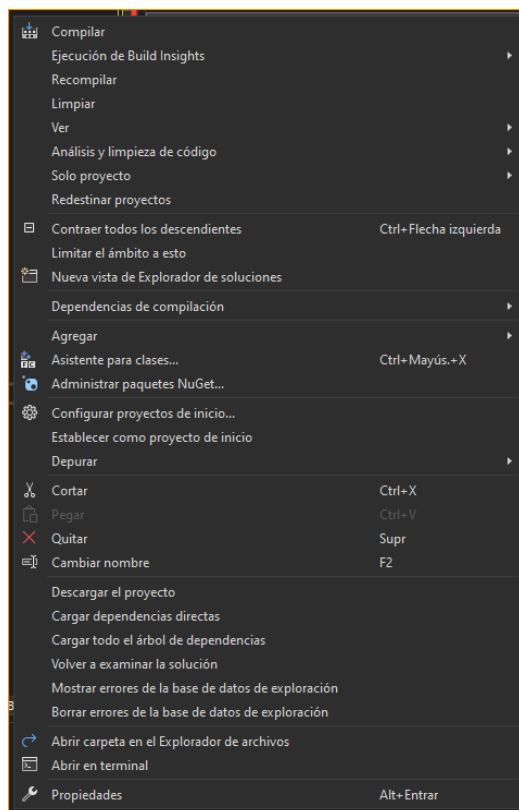 Compilar
Ejecución de Build Insights
Recompilar
Limpiar
Ver
Análisis y limpieza de código
Solo proyecto
Redestinar proyectos
Contraer todos los descendientes Ctrl+Flecha izquierda
Limitar el ámbito a esto
Nueva vista de Explorador de soluciones
Dependencias de compilación
Agregar
Asistente para clases... Ctrl+Mayús.+X
Administrar paquetes NuGet...
Configurar proyectos de inicio...
Establecer como proyecto de inicio
Depurar
Cortar Ctrl+X
Pegar Ctrl+V
Quitar Supr
Cambiar nombre F2
Descargar el proyecto
Cargar dependencias directas
Cargar todo el árbol de dependencias
Volver a examinar la solución
Mostrar errores de la base de datos de exploración
Borrar errores de la base de datos de exploración
Abrir carpeta en el Explorador de archivos
Abrir en terminal
Propiedades Alt+Entrar